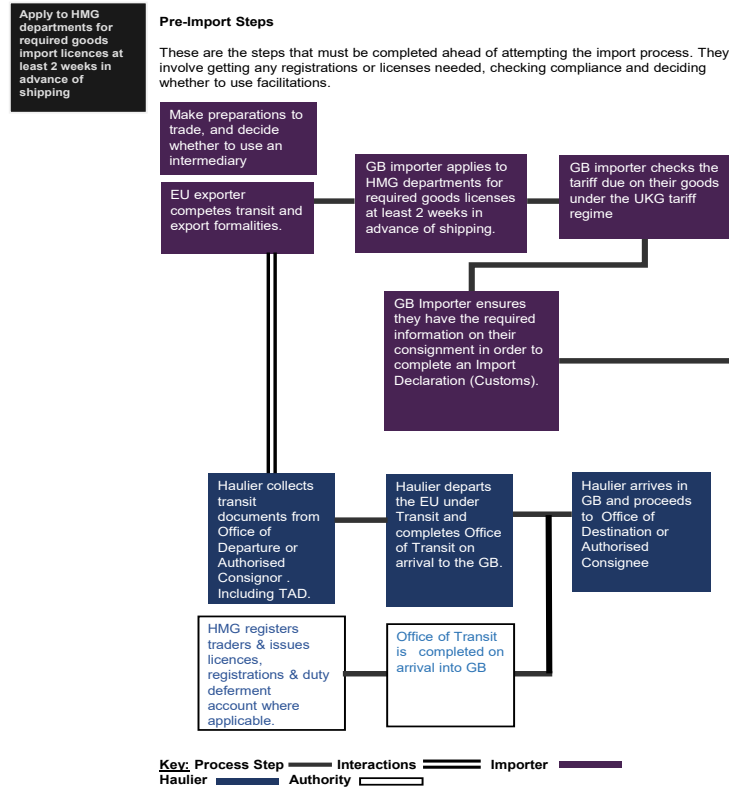 Apply to HMG
departments for
required goods
import licences at
least 2 weeks in
advance of
shipping
Pre-Import Steps
These are the steps that must be completed ahead of attempting the import process. They
involve getting any registrations or licenses needed, checking compliance and deciding
whether to use facilitations.
Make preparations to
trade, and decide
whether to use an
intermediary
EU exporter
competes transit and
export formalities.
GB importer applies to
HMG departments for
required goods licenses
at least 2 weeks in
advance of shipping.
GB importer checks the
tariff due on their goods
under the UKG tariff
regime
GB Importer ensures
they have the required
information on their
consignment in order to
complete an Import
Declaration (Customs).
Haulier collects
transit
documents from
Office of
Departure or
Authorised
Consignor .
Including TAD.
Haulier departs
the EU under
Transit and
completes Office
of Transit on
arrival to the GB.
Haulier arrives in
GB and proceeds
to Office of
Destination or
Authorised
Consignee
HMG registers
traders & issues
licences,
registrations & duty
deferment
account where
applicable.
Office of Transit
is completed on
arrival into GB
Key: Process Step Interactions Importer
Haulier Authority